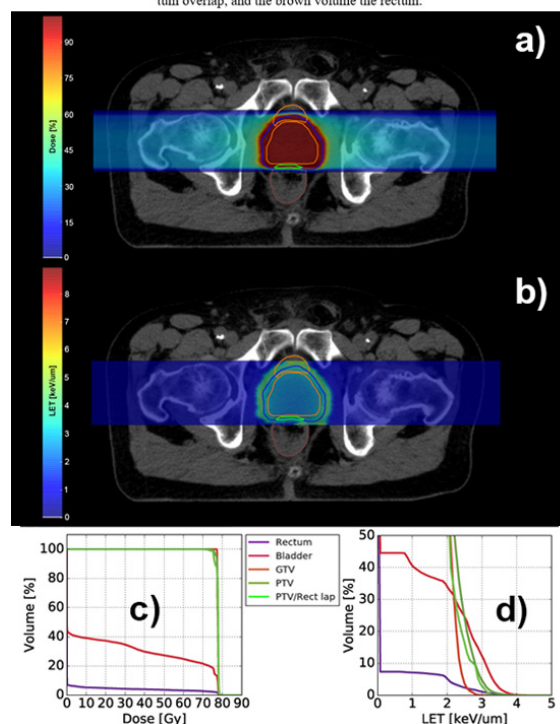 tum overlap, and the brown volume the rectum.
a)
90
75
60
45
30
15
0
Dose [%]
b)
8
7
6
5
4
3
2
1
0
LET [keV/um]
100
80
60
40
20
0
Volume [%]
c)
0 10 20 30 40 50 60 70 80 90
Dose [Gy]
Rectum
Bladder
GTV
PTV
PTV/Rect lap
50
40
30
20
10
0
Volume [%]
d)
0 1 2 3 4 5
LET [keV/um]